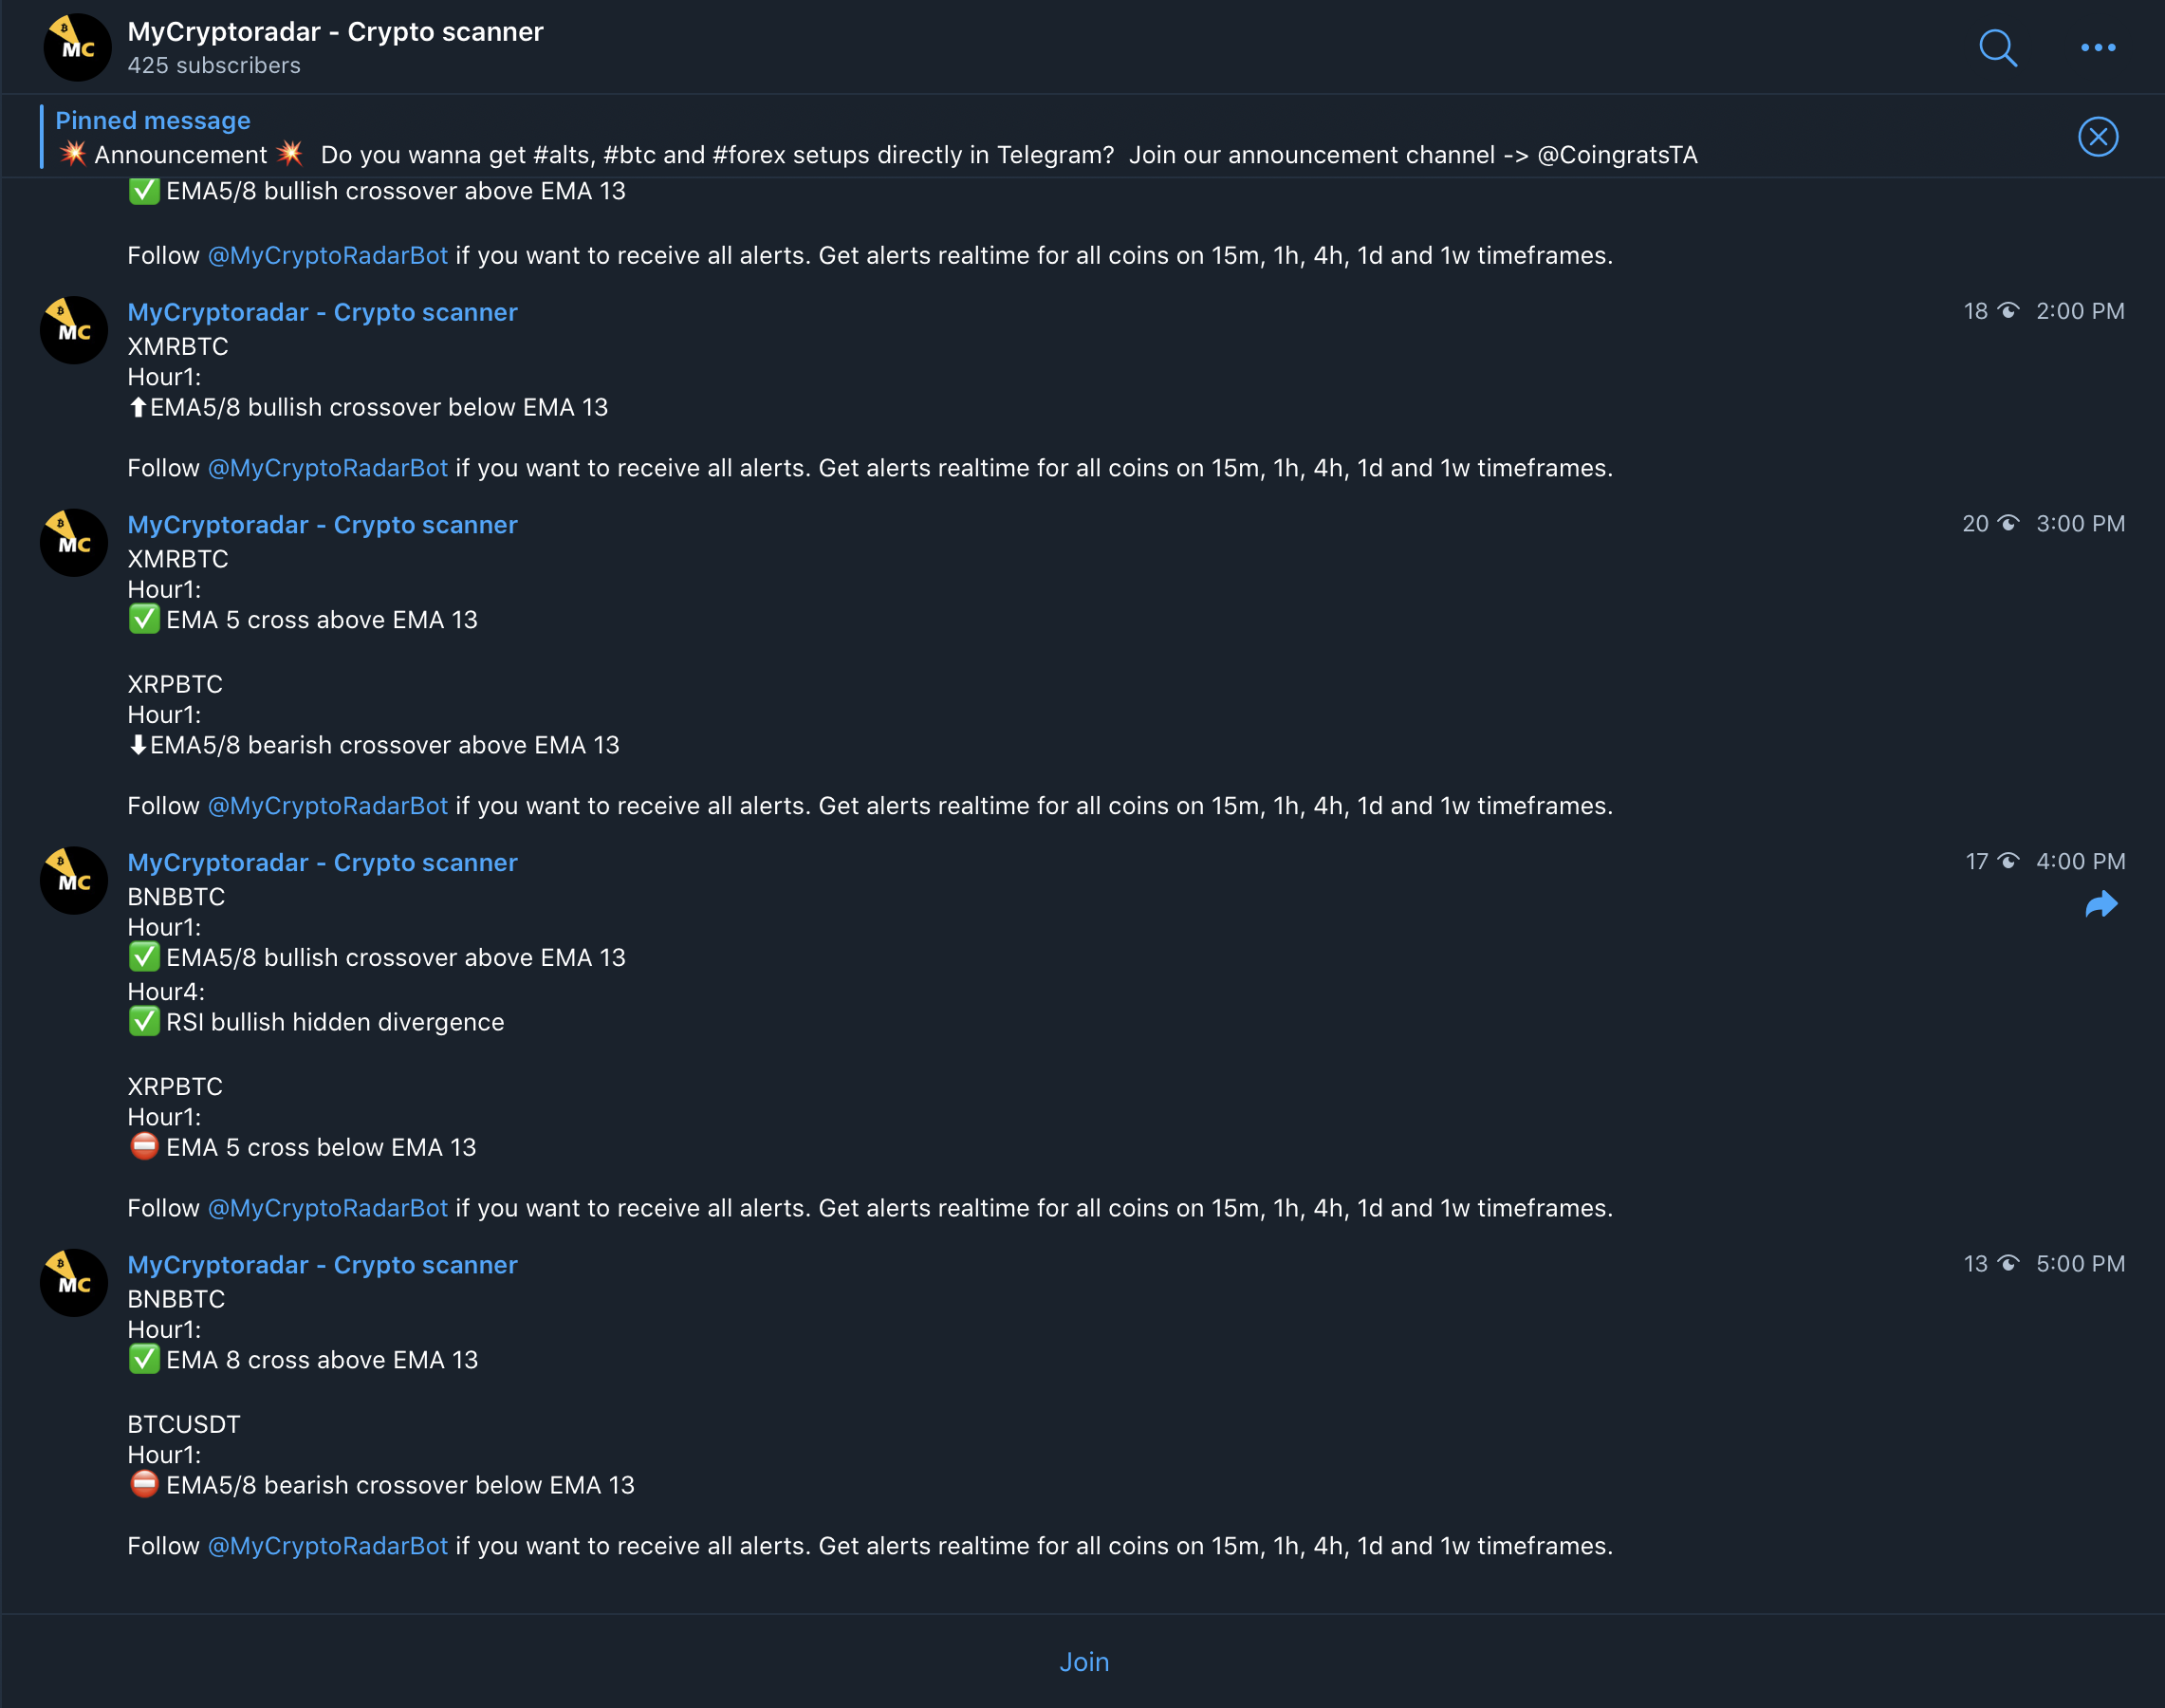 MC
MyCryptoradar - Crypto scanner
425 subscribers
Pinned message
💥 Announcement 💥 Do you wanna get #alts, #btc and #forex setups directly in Telegram? Join our announcement channel -> @CoingratsTA
✅ EMA5/8 bullish crossover above EMA 13
Follow @MyCryptoRadarBot if you want to receive all alerts. Get alerts realtime for all coins on 15m, 1h, 4h, 1d and 1w timeframes.
MC
MyCryptoradar - Crypto scanner 18 2:00 PM
XMRBTC
Hour1:
⬆EMA5/8 bullish crossover below EMA 13
Follow @MyCryptoRadarBot if you want to receive all alerts. Get alerts realtime for all coins on 15m, 1h, 4h, 1d and 1w timeframes.
MC
MyCryptoradar - Crypto scanner 20 3:00 PM
XMRBTC
Hour1:
✅ EMA 5 cross above EMA 13
XRPBTC
Hour1:
⬇EMA5/8 bearish crossover above EMA 13
Follow @MyCryptoRadarBot if you want to receive all alerts. Get alerts realtime for all coins on 15m, 1h, 4h, 1d and 1w timeframes.
MC
MyCryptoradar - Crypto scanner 17 4:00 PM
BNBBTC
Hour1:
✅ EMA5/8 bullish crossover above EMA 13
Hour4:
✅ RSI bullish hidden divergence
XRPBTC
Hour1:
⛔ EMA 5 cross below EMA 13
Follow @MyCryptoRadarBot if you want to receive all alerts. Get alerts realtime for all coins on 15m, 1h, 4h, 1d and 1w timeframes.
MC
MyCryptoradar - Crypto scanner 13 5:00 PM
BNBBTC
Hour1:
✅ EMA 8 cross above EMA 13
BTCUSDT
Hour1:
⛔ EMA5/8 bearish crossover below EMA 13
Follow @MyCryptoRadarBot if you want to receive all alerts. Get alerts realtime for all coins on 15m, 1h, 4h, 1d and 1w timeframes.
Join